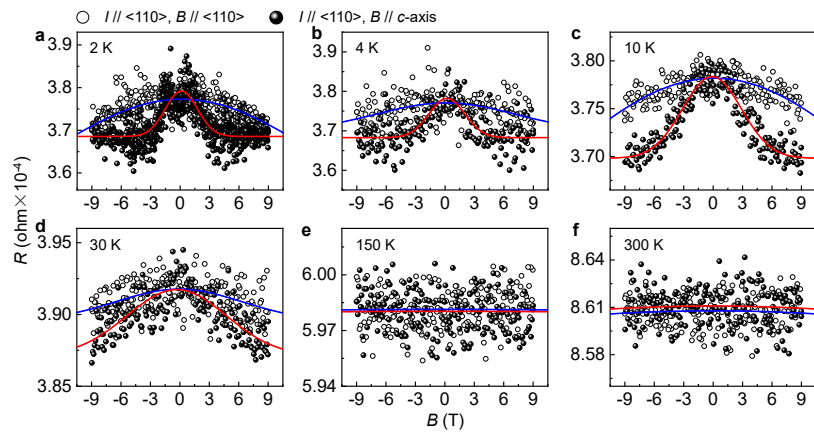 I // <110>, B // <110> I // <110>, B // c-axis
a b c
2 K 4 K 10 K
3.9 3.9 3.80
3.8 3.8 3.75
3.7 3.7 3.70
3.6 3.6
-9 -6 -3 0 3 6 9 -9 -6 -3 0 3 6 9 -9 -6 -3 0 3 6 9
R (ohm×10⁻⁴)
d e f
30 K 150 K 300 K
3.95 6.00 8.64
3.90 5.97 8.61
3.85 5.94 8.58
-9 -6 -3 0 3 6 9 -9 -6 -3 0 3 6 9 -9 -6 -3 0 3 6 9
B (T)